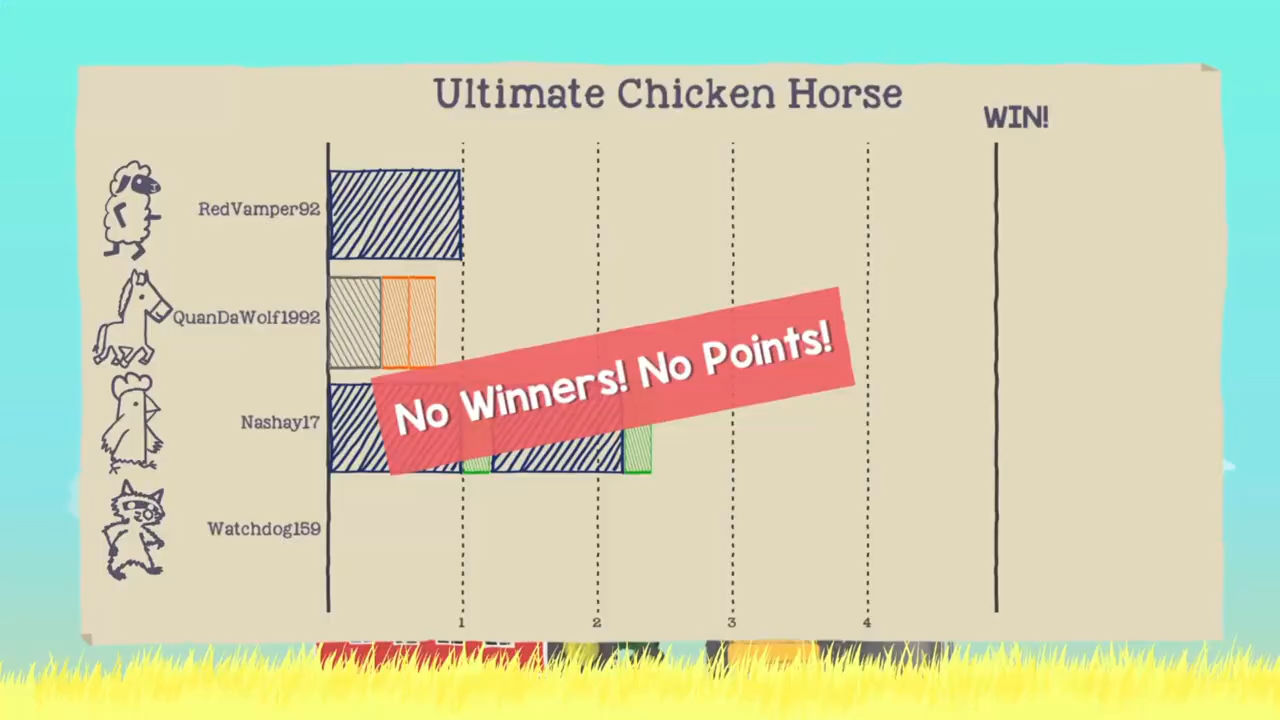 Ultimate Chicken Horse
WIN!
RedVamper92
QuanDaWolf1992
No Winners! No Points!
Nashay17
Watchdog159
1 2 3 4